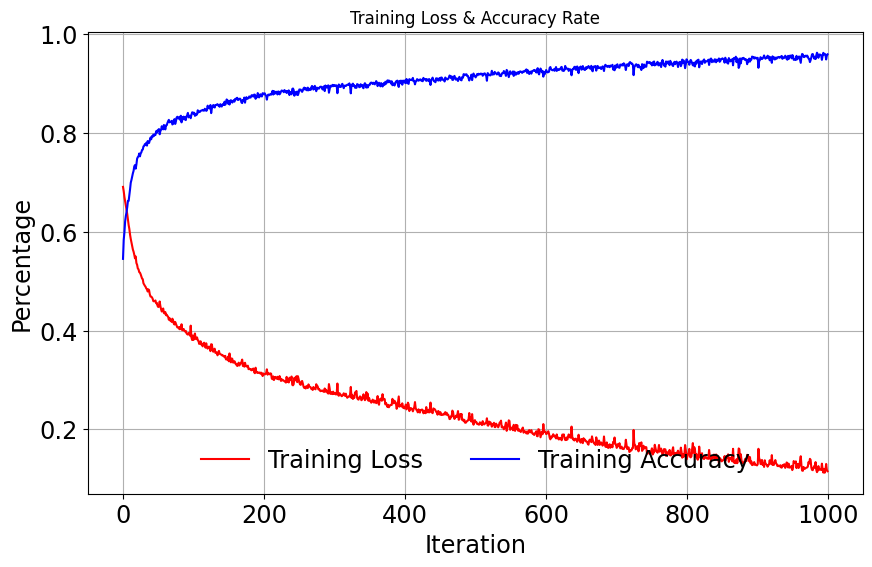 Training Loss & Accuracy Rate
1.0
0.8
0.6
0.4
0.2
Percentage
Training Loss Training Accuracy
0 200 400 600 800 1000
Iteration